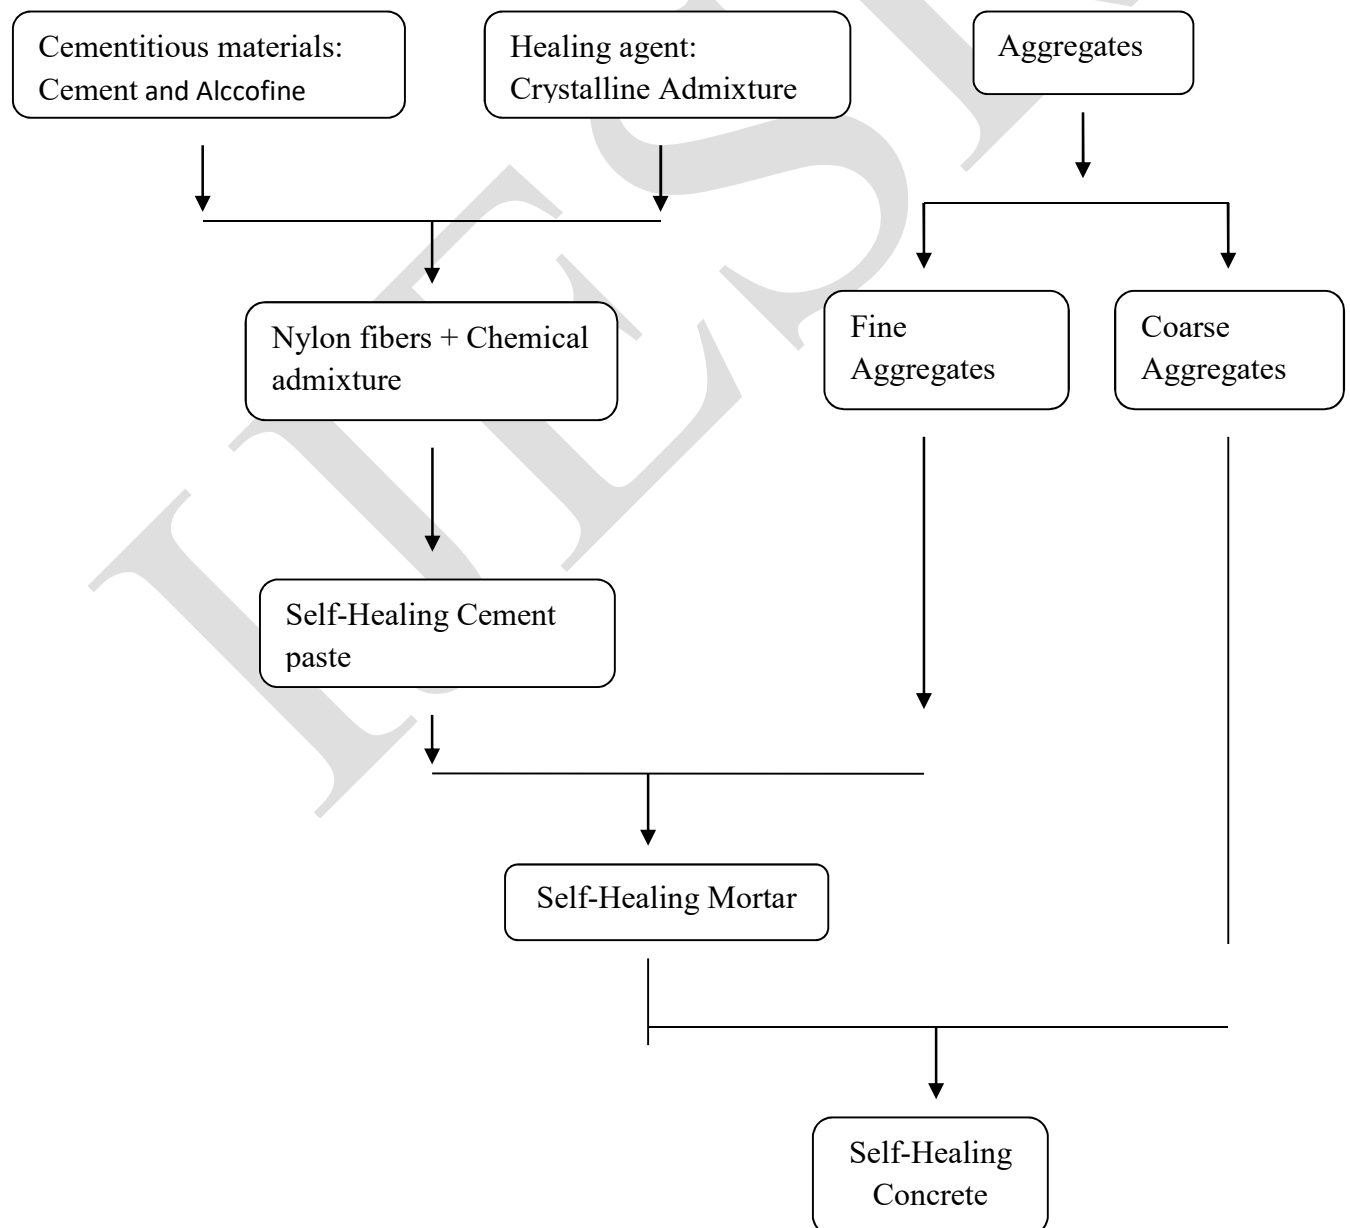 Cementitious materials:
Cement and Alccofine
Healing agent:
Crystalline Admixture
Aggregates
Nylon fibers + Chemical
admixture
Fine
Aggregates
Coarse
Aggregates
Self-Healing Cement
paste
Self-Healing Mortar
Self-Healing
Concrete